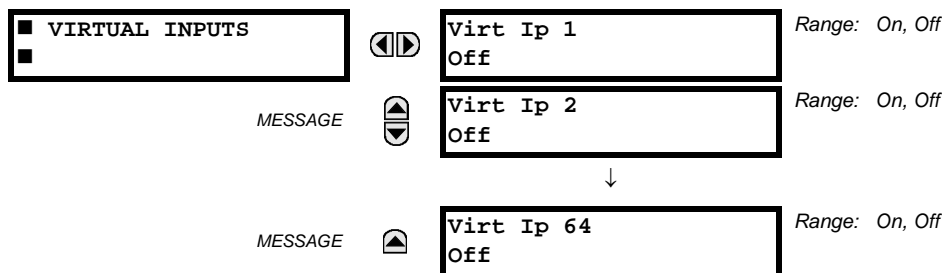 ■ VIRTUAL INPUTS
■
Virt Ip 1
Off
Range: On, Off
MESSAGE
Virt Ip 2
Off
Range: On, Off
↓
MESSAGE
Virt Ip 64
Off
Range: On, Off